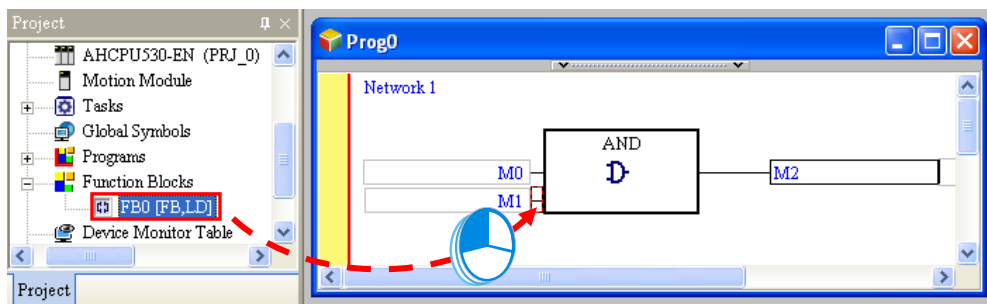 Project
AHCPU530-EN (PRJ_0)
Motion Module
Tasks
Global Symbols
Programs
Function Blocks
FB0 [FB,LD]
Device Monitor Table
Project
Prog0
Network 1
AND
M0
M2
M1